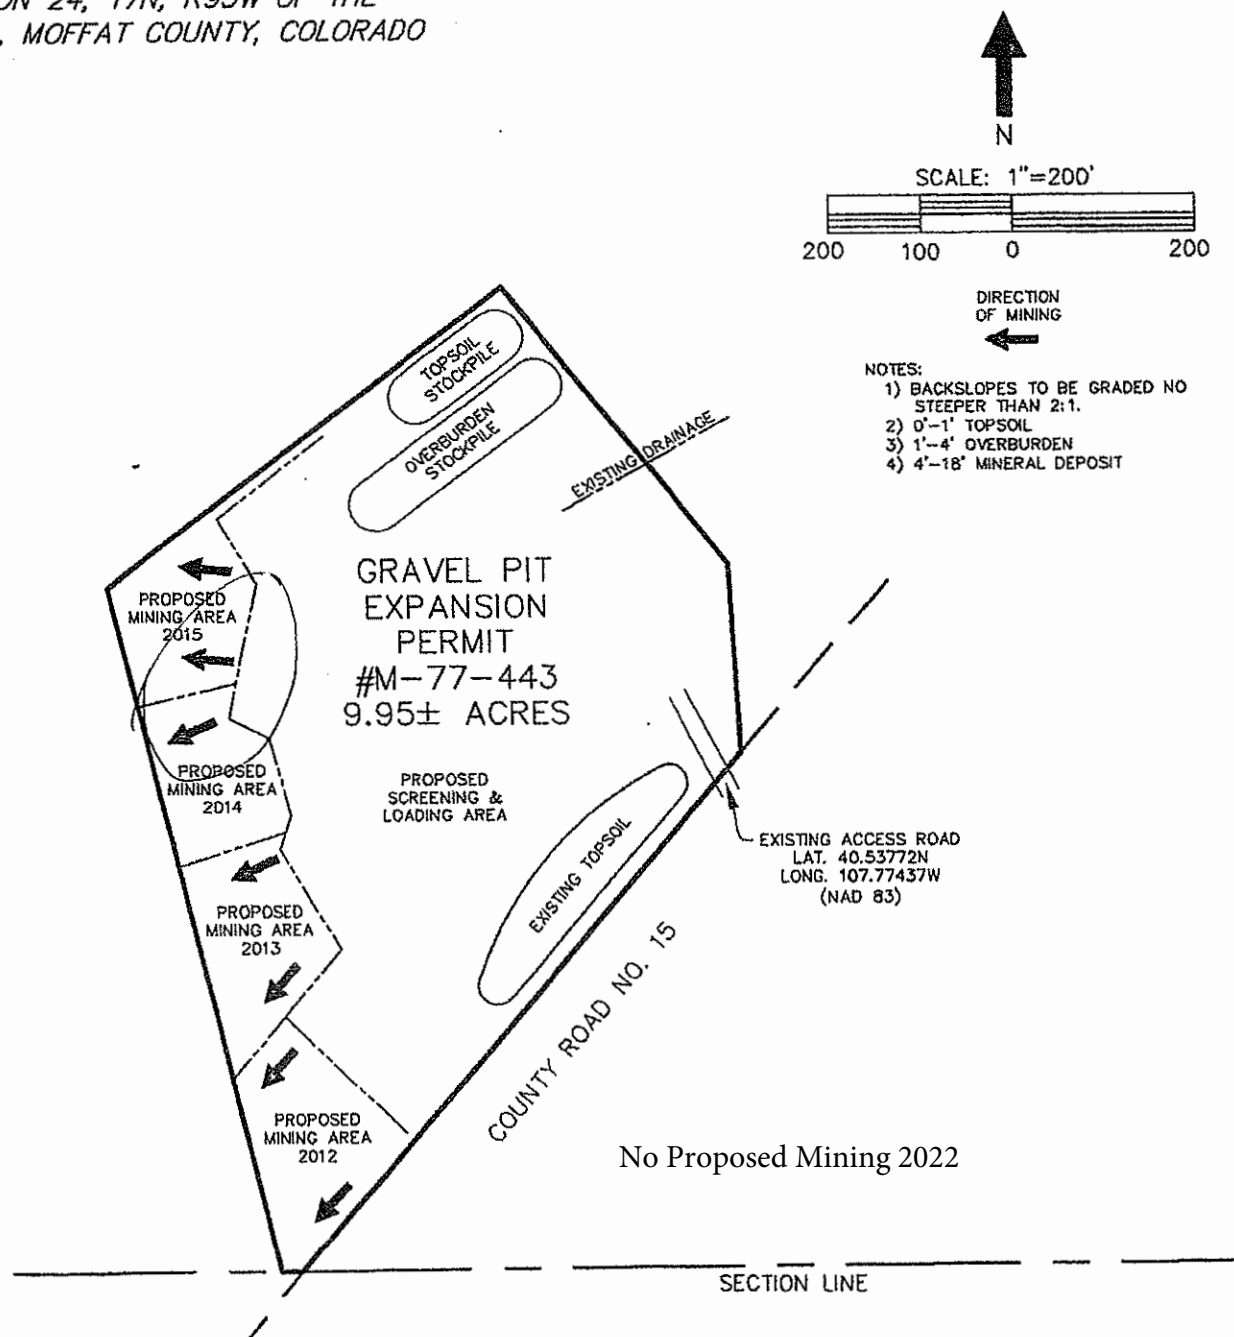 24, T7N, R93W OF THE
MOFFAT COUNTY, COLORADO
N
SCALE: 1"=200'
200 100 0 200
DIRECTION
OF MINING
NOTES:
1) BACKSLOPES TO BE GRADED NO
STEEPER THAN 2:1.
2) 0'-1' TOPSOIL
3) 1'-4' OVERBURDEN
4) 4'-18' MINERAL DEPOSIT
TOPSOIL
STOCKPILE
OVERBURDEN
STOCKPILE
EXISTING DRAINAGE
GRAVEL PIT
EXPANSION
PERMIT
#M-77-443
9.95± ACRES
PROPOSED
MINING AREA
2015
PROPOSED
MINING AREA
2014
PROPOSED
SCREENING &
LOADING AREA
EXISTING TOPSOIL
EXISTING ACCESS ROAD
LAT. 40.53772N
LONG. 107.77437W
(NAD 83)
PROPOSED
MINING AREA
2013
COUNTY ROAD NO. 15
PROPOSED
MINING AREA
2012
No Proposed Mining 2022
SECTION LINE